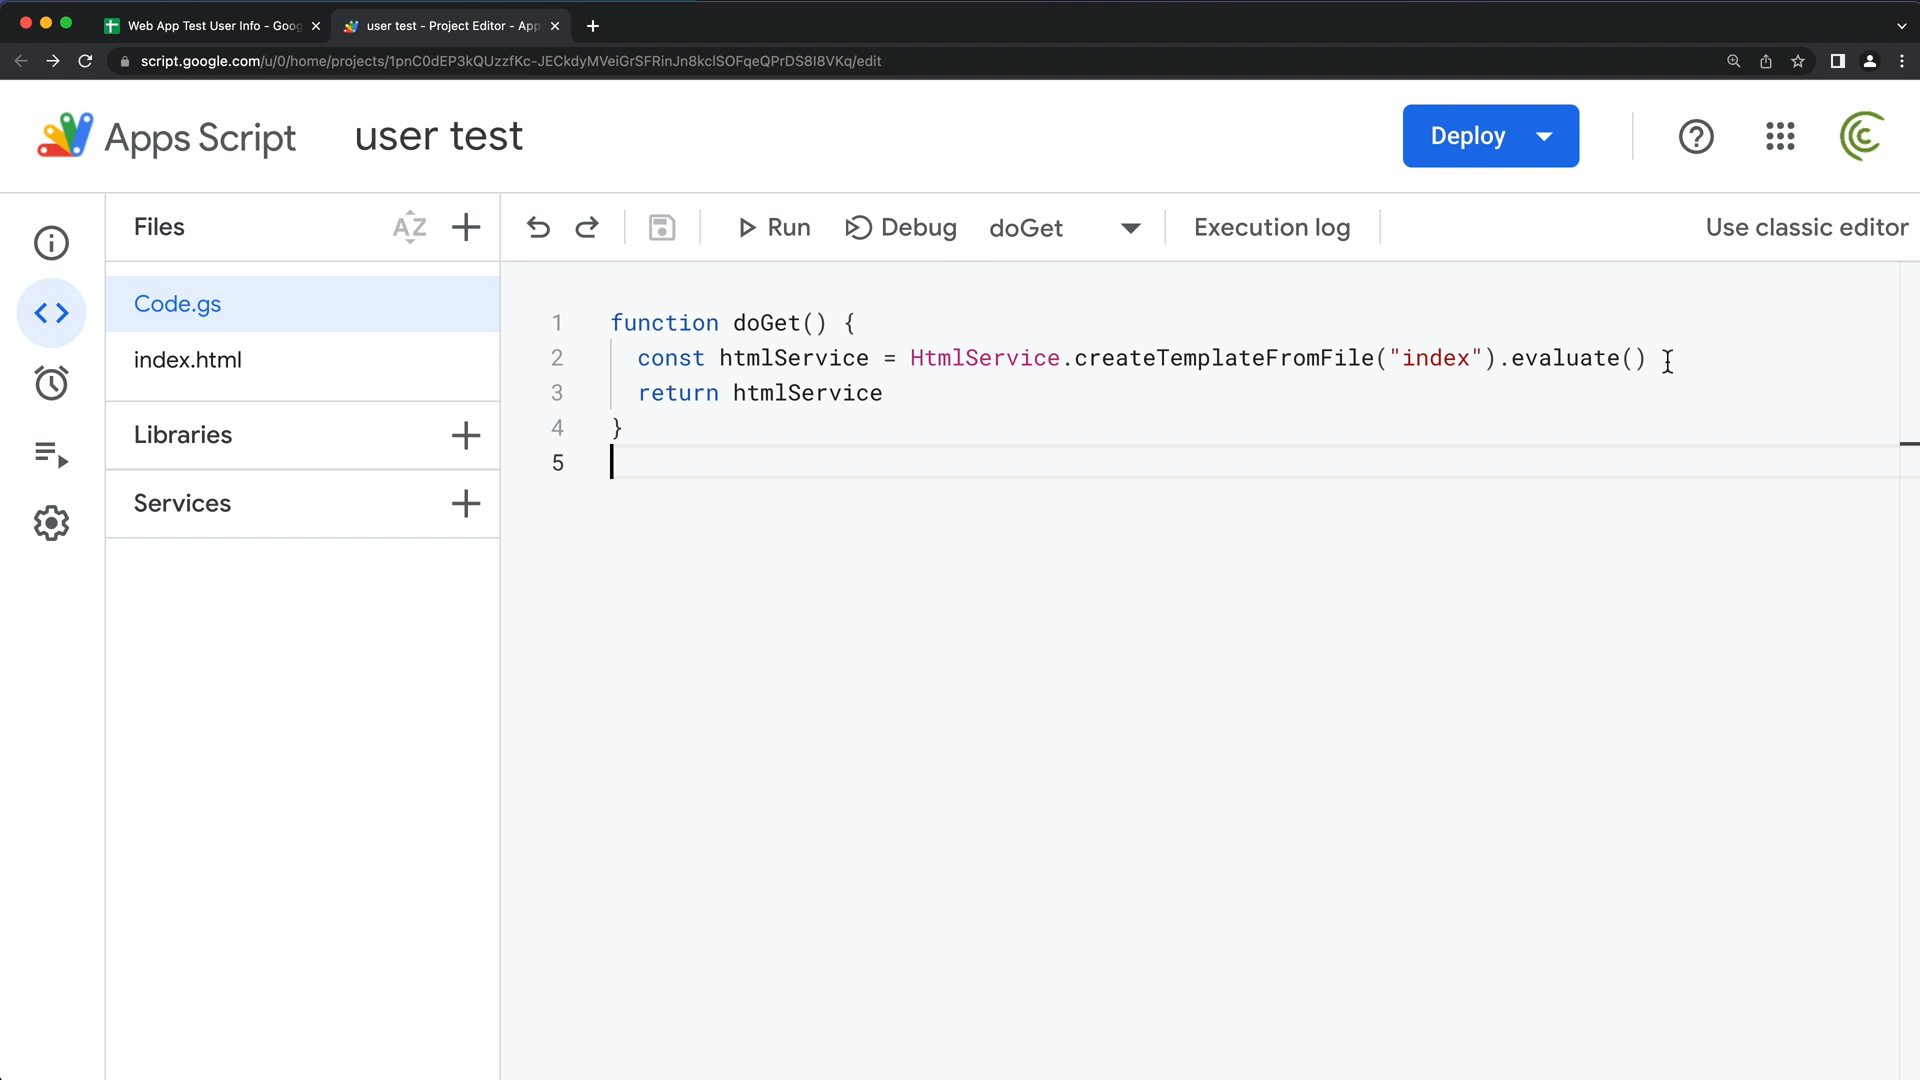 Web App Test User Info - Goog
user test - Project Editor - App
script.google.com/u/0/home/projects/1pnC0dEP3kQUzzfKc-JECkdyMVeiGrSFRinJn8kclSOFqeQPrDS8I8VKq/edit
Apps Script
user test
Deploy
Files
AZ
Run
Debug
doGet
Execution log
Use classic editor
Code.gs
index.html
Libraries
Services
1 function doGet() {
2 const htmlService = HtmlService.createTemplateFromFile("index").evaluate()
3 return htmlService
4 }
5